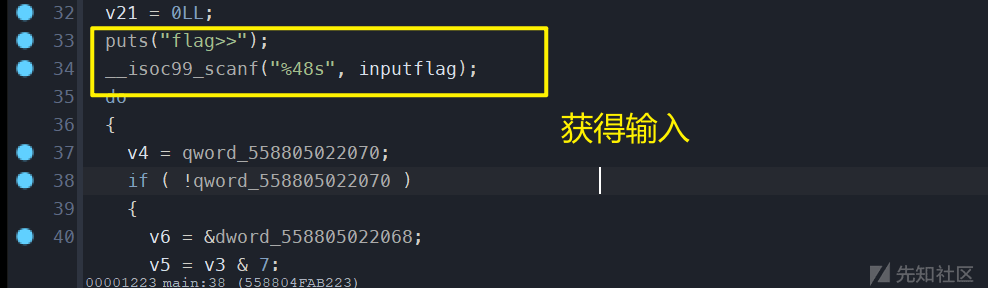 32 v21 = 0LL;
33 puts("flag>>");
34 __isoc99_scanf("%48s", inputflag);
35 do
36 {
获得输入
37 v4 = qword_558805022070;
38 if ( !qword_558805022070 )
39 {
40 v6 = &dword_558805022068;
v5 = v3 & 7;
00001223 main:38 (558804FAB223)
先知社区